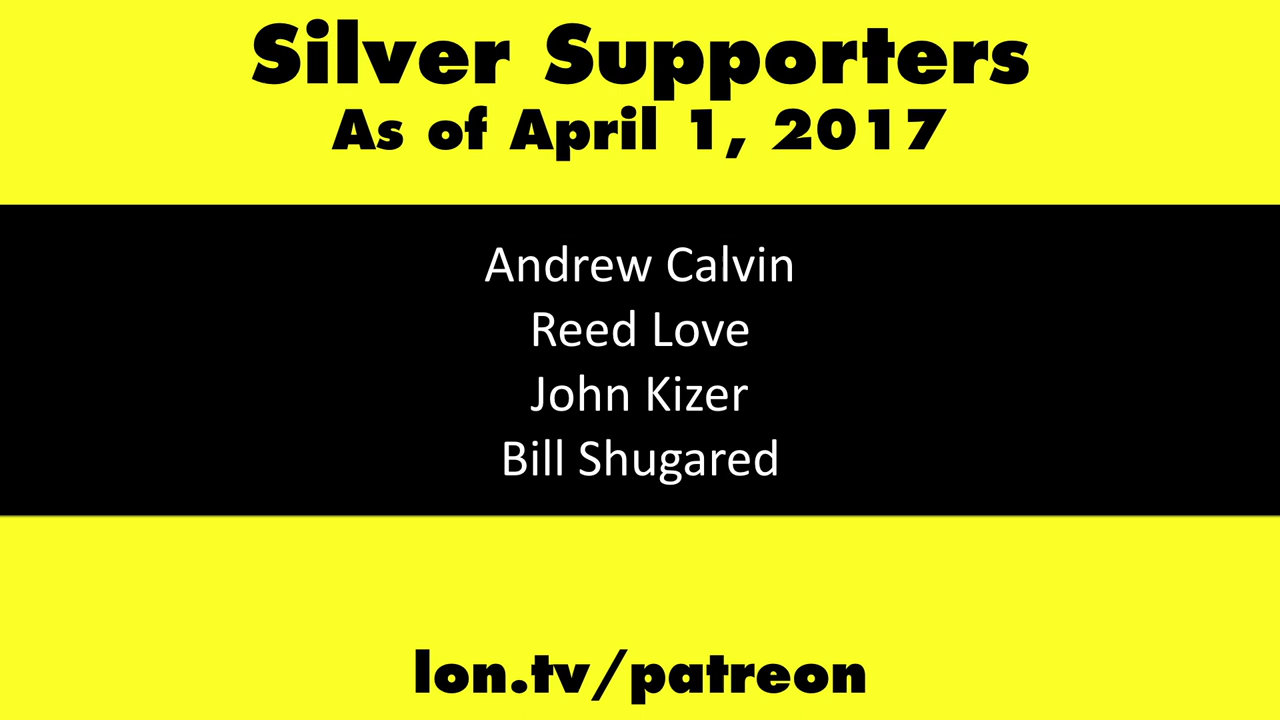 Silver Supporters
As of April 1, 2017
Andrew Calvin
Reed Love
John Kizer
Bill Shugared
lon.tv/patreon